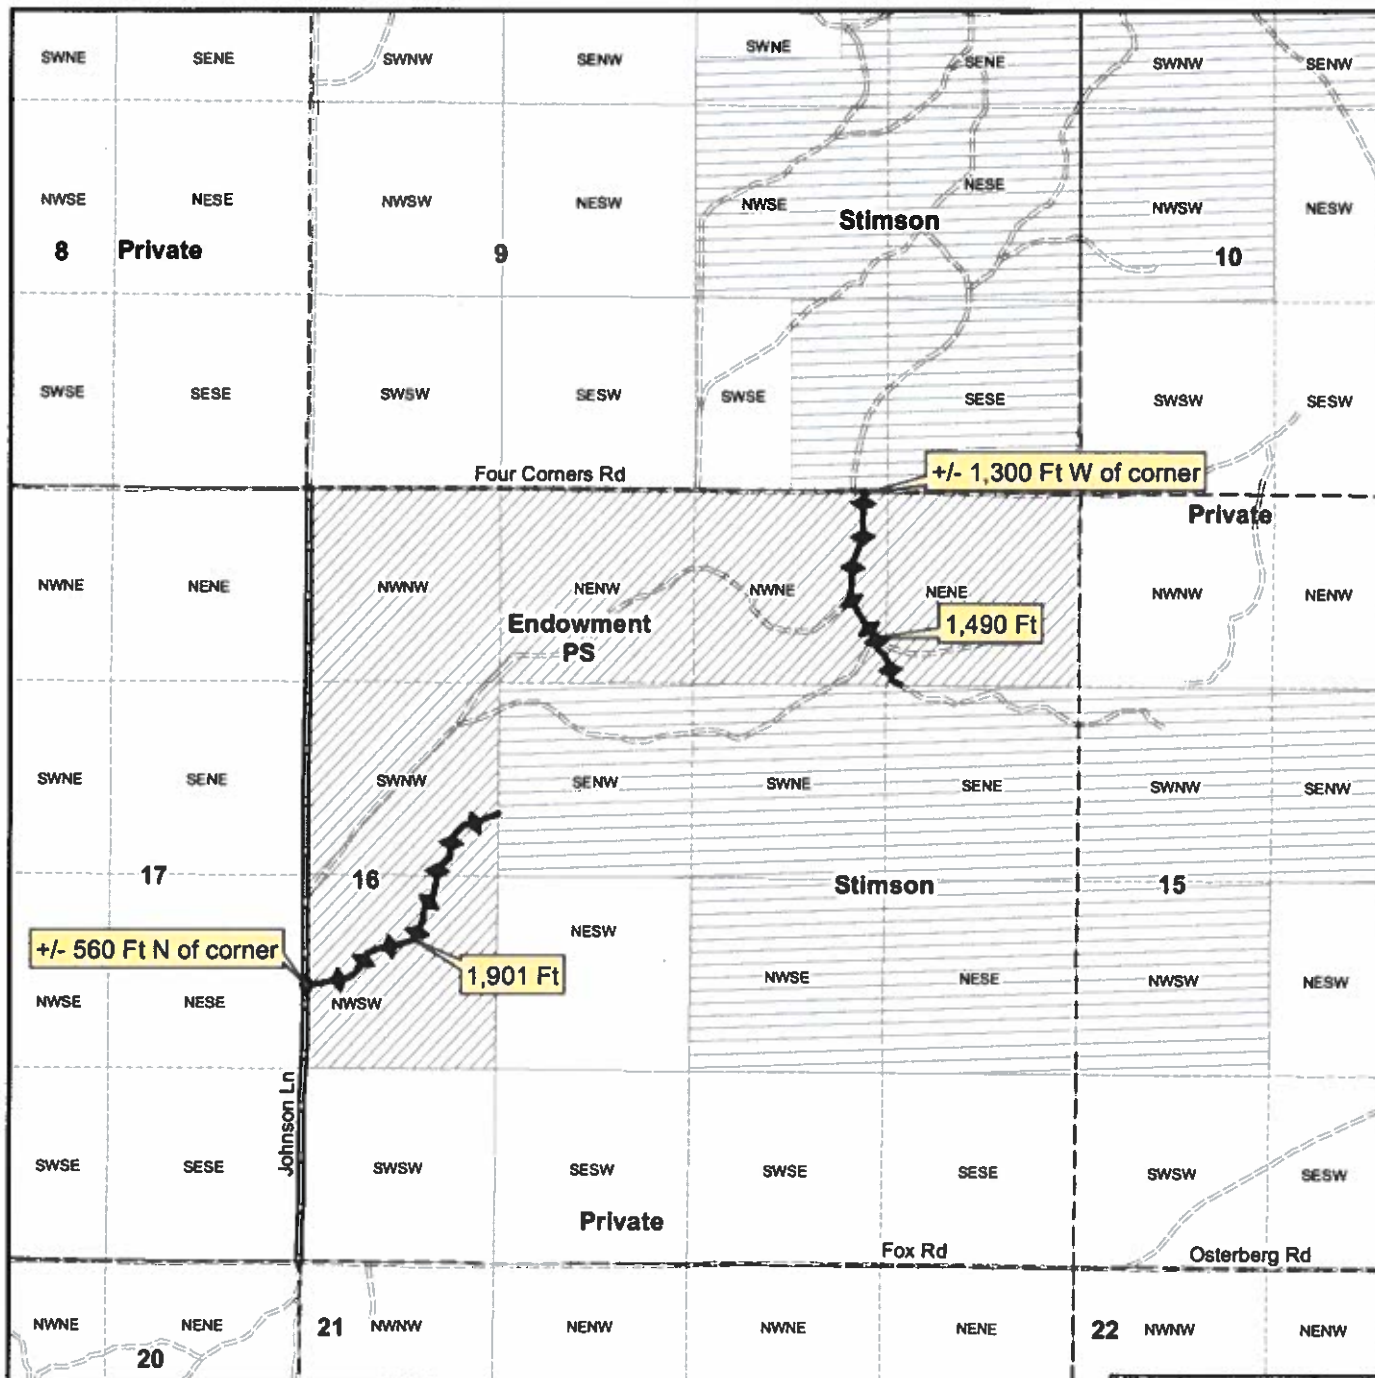 SWNE SENE SWNW SENW SWNE SENE SWNW SENW
NWSE NESE NWSW NESW NWSE NESE NWSW NESW
Stimson
8 Private 9 10
SWSE SESE SWSW SESW SWSE SESE SWSW SESW
Four Corners Rd +/- 1,300 Ft W of corner
Private
NWNE NENE NWNW NENW NWNE NENE NWNW NENW
Endowment
PS
1,490 Ft
SWNE SENE SWNW SENW SWNE SENE SWNW SENW
17 16 Stimson 15
NESW
+/- 560 Ft N of corner
1,901 Ft
NWSE NESE NWSW NWSE NESE NWSW NESW
Johnson Ln
SWSE SESE SWSW SESW SWSE SESE SWSW SESW
Private
Fox Rd Osterberg Rd
NWNE NENE 21 NWNW NENW NWNE NENE 22 NWNW NENW
20